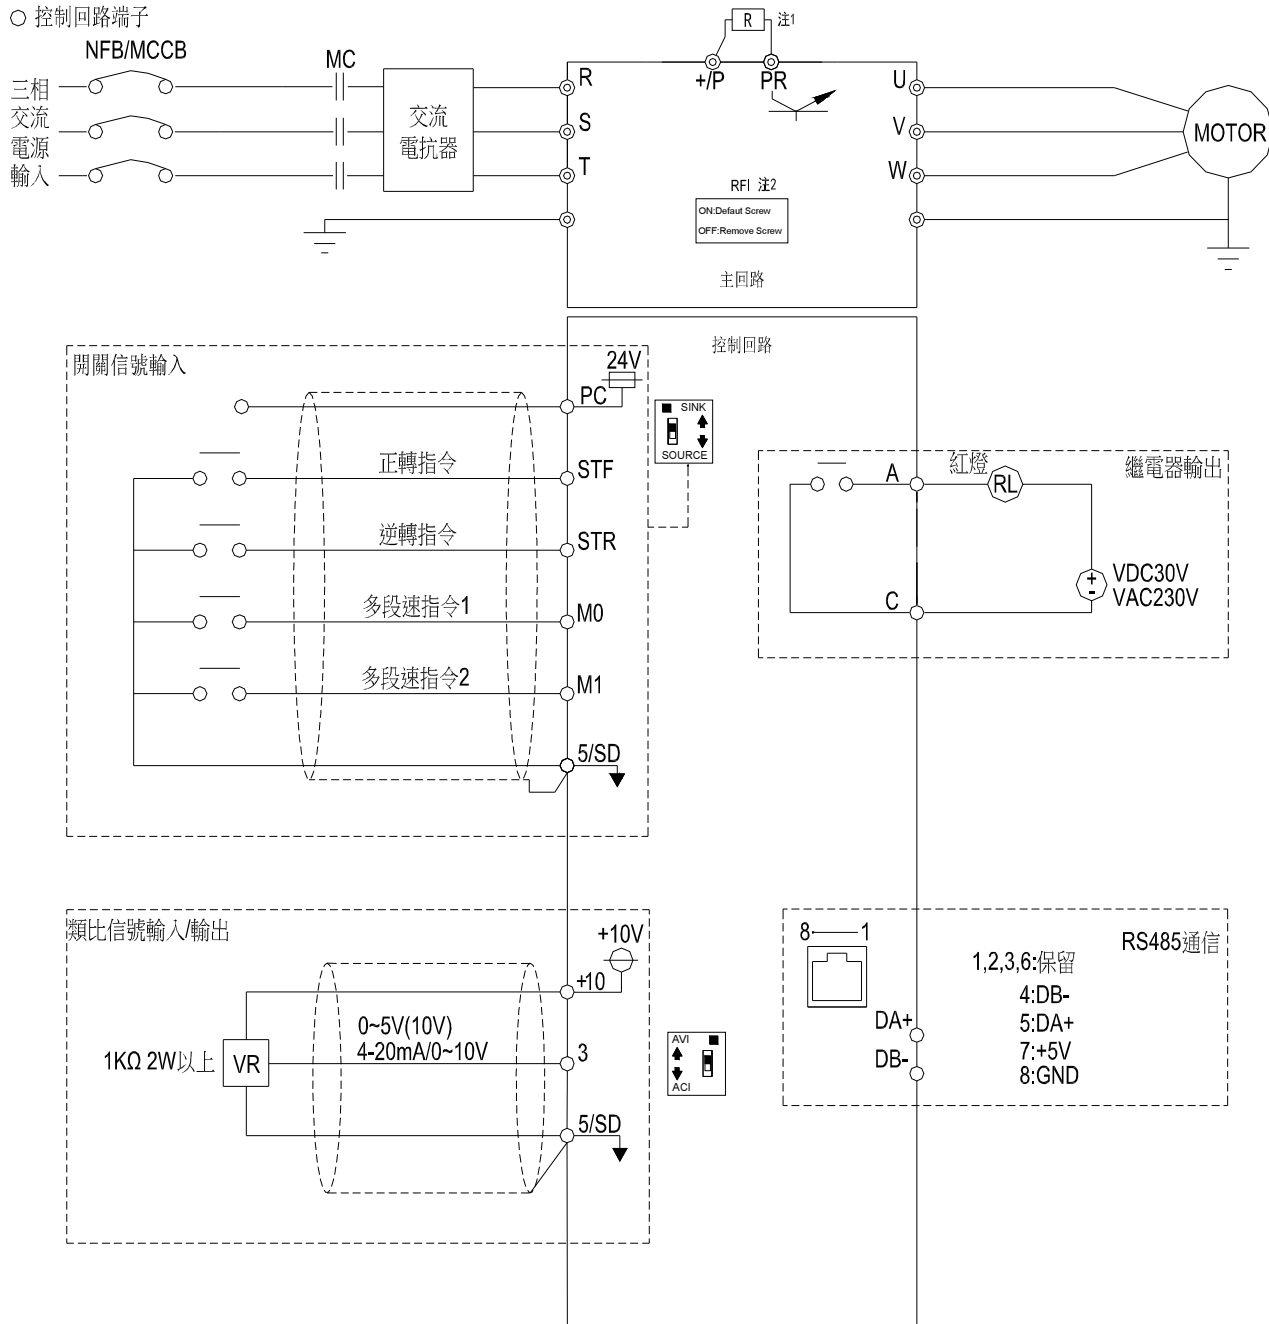 控制回路端子
NFB/MCCB
MC
三相
交流
電源
輸入
交流
電抗器
R
S
T
R
注1
+/P
PR
U
V
W
MOTOR
RFI 注2
ON:Defaut Screw
OFF:Remove Screw
主回路
控制回路
開關信號輸入
24V
PC
SINK
SOURCE
正轉指令
STF
逆轉指令
STR
多段速指令1
M0
多段速指令2
M1
5/SD
繼電器輸出
A
紅燈
RL
+
-
VDC30V
VAC230V
C
類比信號輸入/輸出
+10V
+10
0~5V(10V)
4-20mA/0~10V
3
1KΩ 2W以上
VR
5/SD
AVI
ACI
RS485通信
8
1
1,2,3,6:保留
4:DB-
5:DA+
7:+5V
8:GND
DA+
DB-